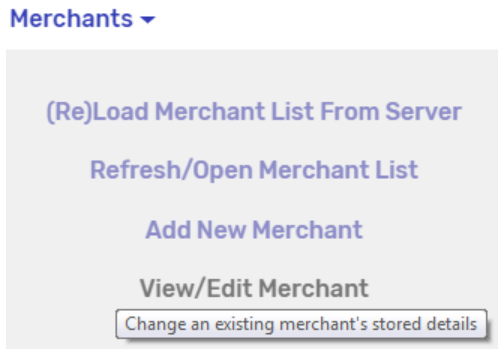 Merchants
(Re)Load Merchant List From Server
Refresh/Open Merchant List
Add New Merchant
View/Edit Merchant
Change an existing merchant's stored details